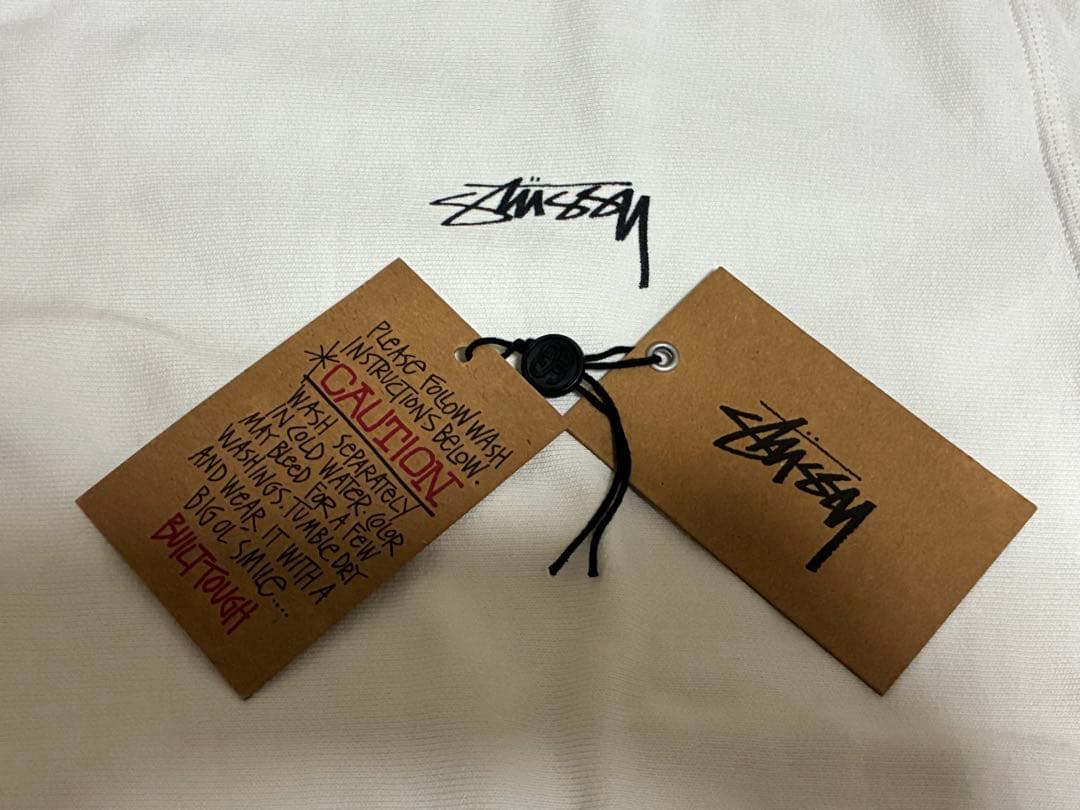 Stüssy
PLEASE FOLLOW WASH
INSTRUCTIONS BELOW.
*CAUTION!
WASH SEPARATELY
IN COLD WATER COLOR
MAY BLEED FOR A FEW
WASHINGS. TUMBLE DRY
AND WEAR IT WITH A
BIG OL' SMILE....
BUILT TOUGH
Stüssy